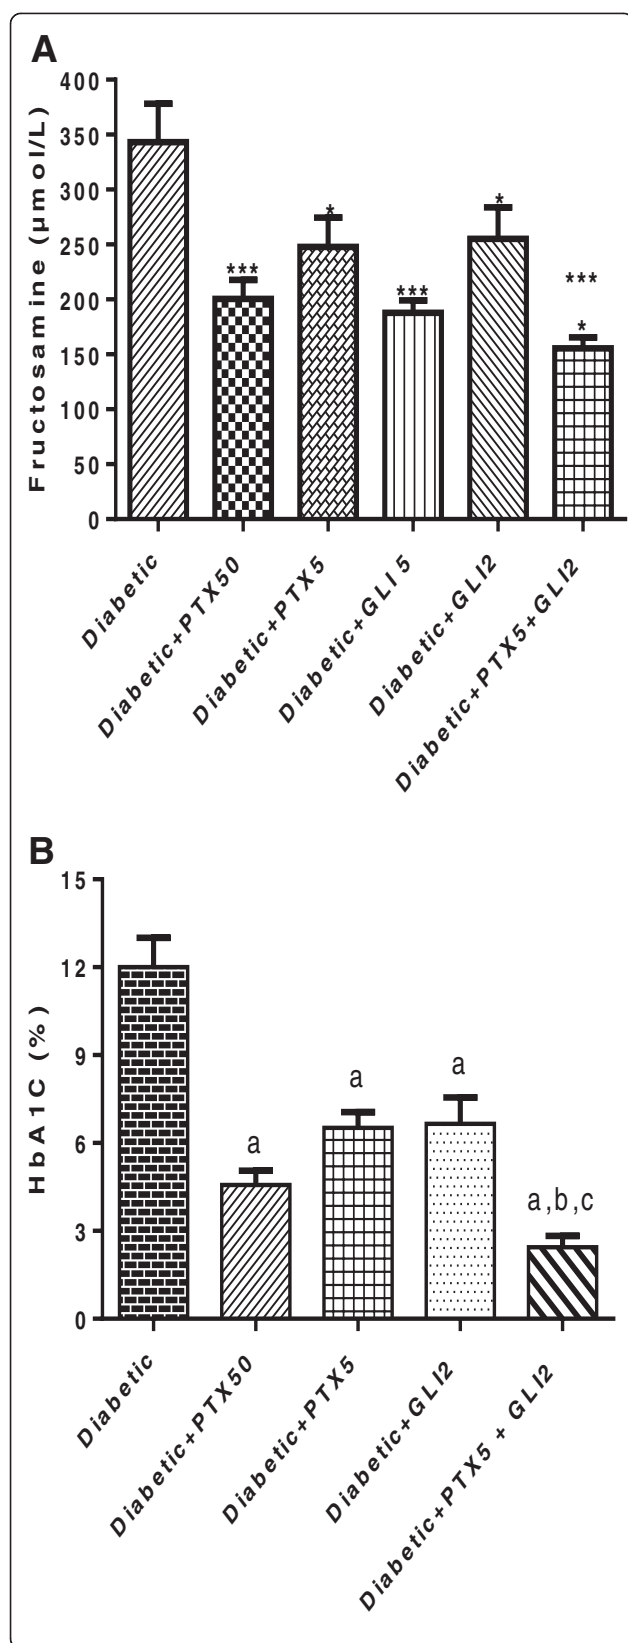 A
400
350
300
250
200
150
100
50
0
Fructosamine (µmol/L)
***
*
***
*
***
*
Diabetic
Diabetic+PTX50
Diabetic+PTX5
Diabetic+GLI5
Diabetic+GLI2
Diabetic+PTX5+GLI2
B
15
12
9
6
3
0
HbA1C (%)
a
a
a
a,b,c
Diabetic
Diabetic+PTX50
Diabetic+PTX5
Diabetic+GLI2
Diabetic+PTX5 + GLI2